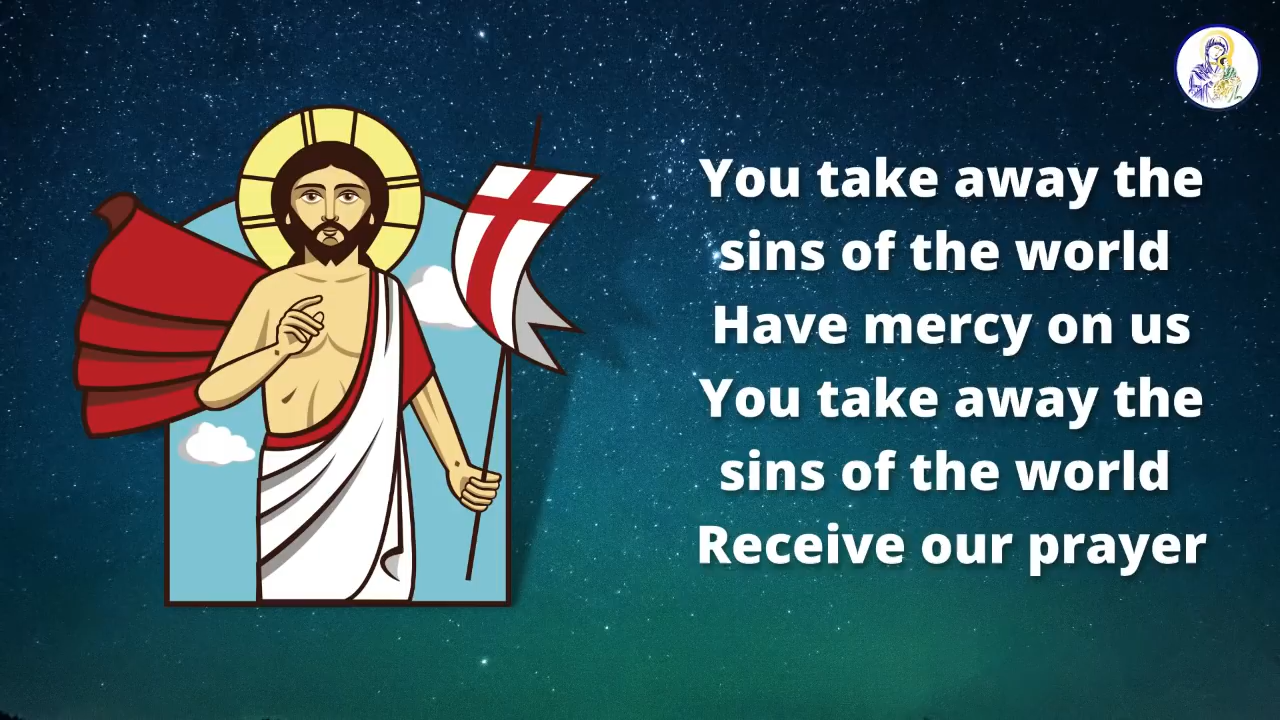 You take away the
sins of the world
Have mercy on us
You take away the
sins of the world
Receive our prayer